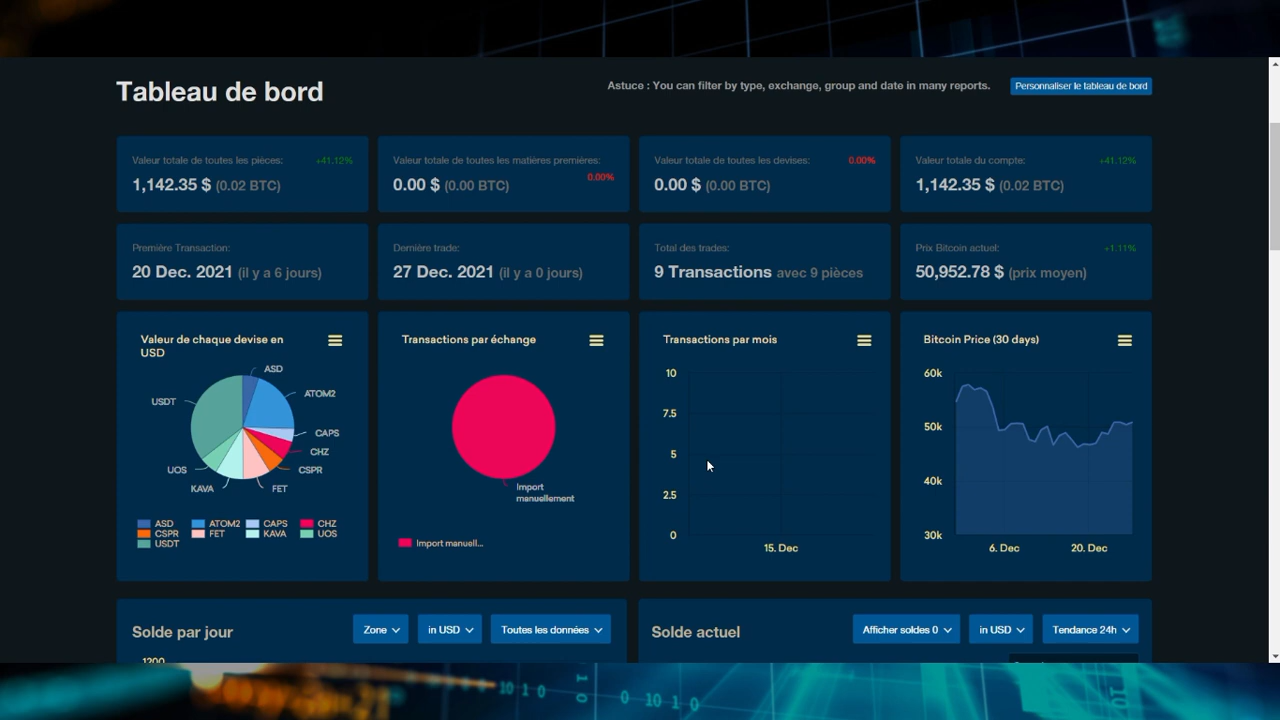 Tableau de bord
Astuce : You can filter by type, exchange, group and date in many reports.
Personnaliser le tableau de bord
Valeur totale de toutes les pièces: +41.12%
1,142.35 $ (0.02 BTC)
Valeur totale de toutes les matières premières:
0.00%
0.00 $ (0.00 BTC)
Valeur totale de toutes les devises: 0.00%
0.00 $ (0.00 BTC)
Valeur totale du compte: +41.12%
1,142.35 $ (0.02 BTC)
Première Transaction:
20 Dec. 2021 (il y a 6 jours)
Dernière trade:
27 Dec. 2021 (il y a 0 jours)
Total des trades:
9 Transactions avec 9 pièces
Prix Bitcoin actuel: +1.11%
50,952.78 $ (prix moyen)
Valeur de chaque devise en
USD
ASD
ATOM2
USDT
CAPS
CHZ
UOS
CSPR
KAVA
FET
ASD ATOM2 CAPS CHZ
CSPR FET KAVA UOS
USDT
Transactions par échange
Import
manuellement
Import manuell...
Transactions par mois
10
7.5
5
2.5
0
15. Dec
Bitcoin Price (30 days)
60k
50k
40k
30k
6. Dec 20. Dec
Solde par jour
Zone
in USD
Toutes les données
1200
Solde actuel
Afficher soldes 0
in USD
Tendance 24h
10 1 0
0 10 1 0